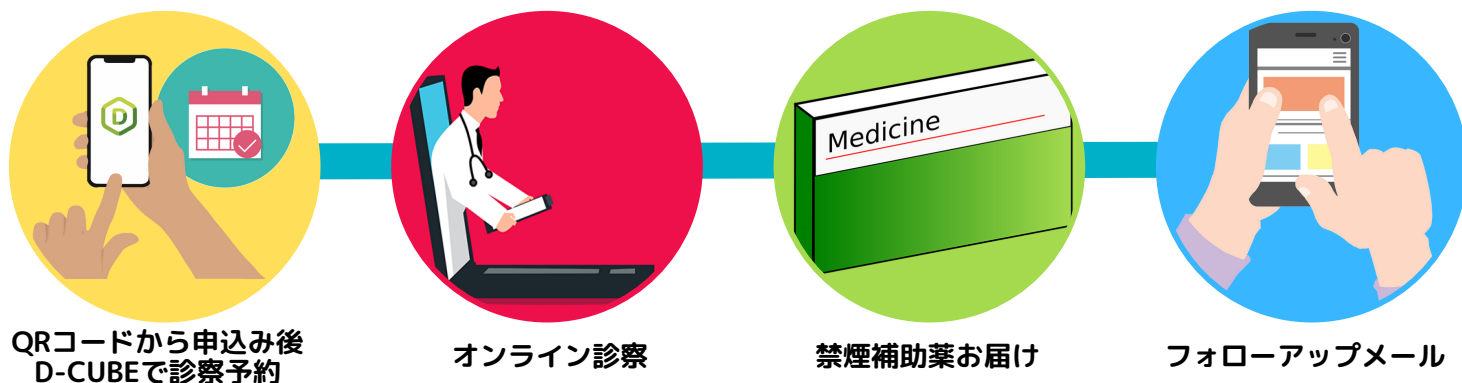 D
Medicine
QRコードから申込み後
D-CUBEで診察予約
オンライン診察
禁煙補助薬お届け
フォローアップメール